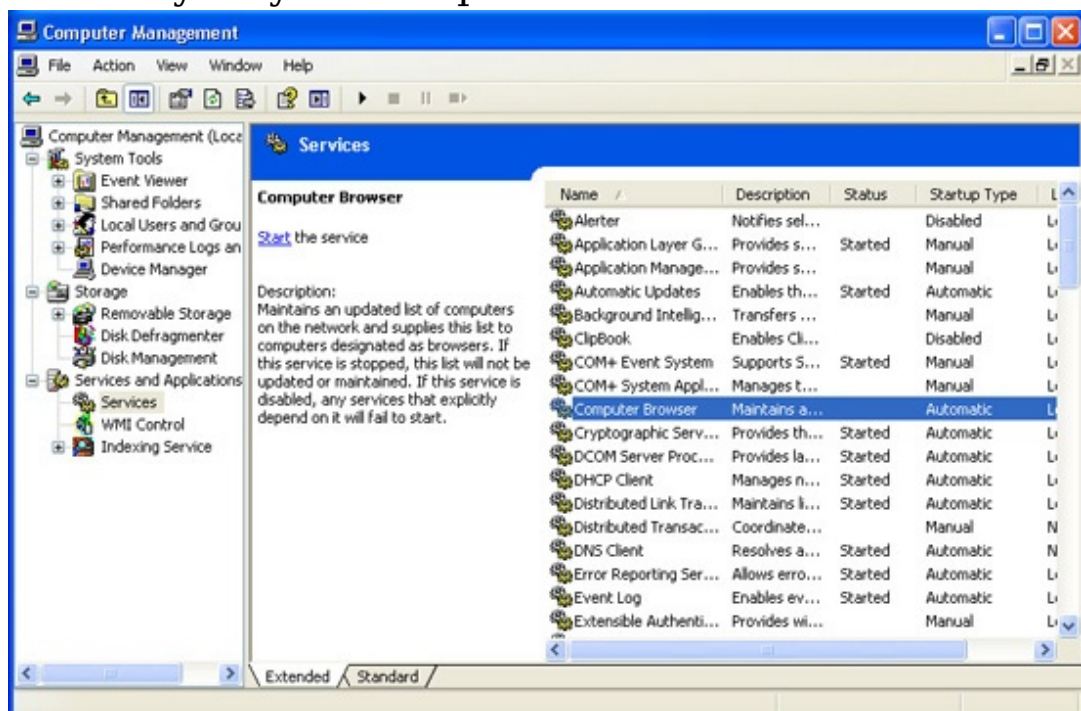 Computer Management
File Action View Window Help
Computer Management (Loca
System Tools
Event Viewer
Shared Folders
Local Users and Grou
Performance Logs an
Device Manager
Storage
Removable Storage
Disk Defragmenter
Disk Management
Services and Applications
Services
WMI Control
Indexing Service
Services
Computer Browser
Start the service
Description:
Maintains an updated list of computers
on the network and supplies this list to
computers designated as browsers. If
this service is stopped, this list will not be
updated or maintained. If this service is
disabled, any services that explicitly
depend on it will fail to start.
Name Description Status Startup Type L
Alerter Notifies sel... Disabled L
Application Layer G... Provides s... Started Manual L
Application Manage... Provides s... Manual L
Automatic Updates Enables th... Started Automatic L
Background Intellig... Transfers ... Manual L
ClipBook Enables Cli... Disabled L
COM+ Event System Supports S... Started Manual L
COM+ System Appl... Manages t... Manual L
Computer Browser Maintains a... Automatic L
Cryptographic Serv... Provides th... Started Automatic L
DCOM Server Proc... Provides la... Started Automatic L
DHCP Client Manages n... Started Automatic L
Distributed Link Tra... Maintains li... Started Automatic L
Distributed Transac... Coordinate... Manual N
DNS Client Resolves a... Started Automatic N
Error Reporting Ser... Allows erro... Started Automatic L
Event Log Enables ev... Started Automatic L
Extensible Authenti... Provides wi... Manual L
Extended Standard